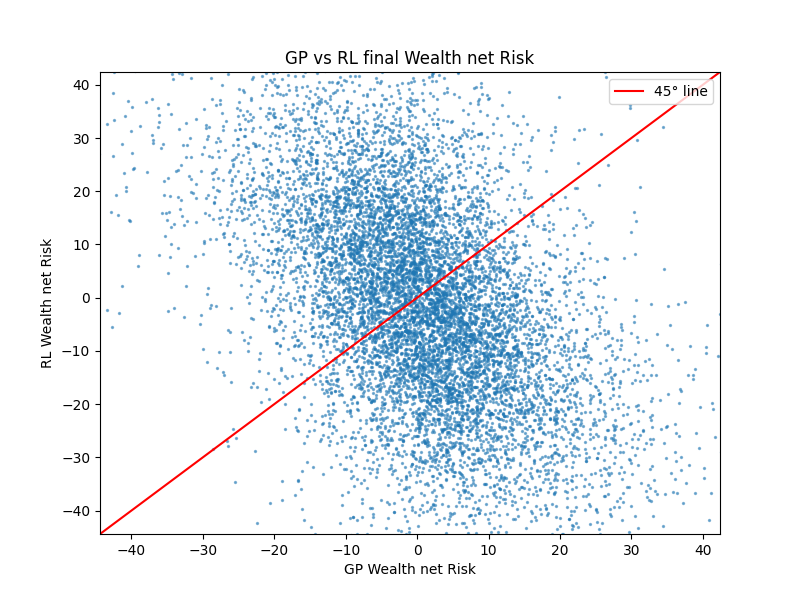 GP vs RL final Wealth net Risk
45° line
RL Wealth net Risk
40
30
20
10
0
−10
−20
−30
−40
−40 −30 −20 −10 0 10 20 30 40
GP Wealth net Risk